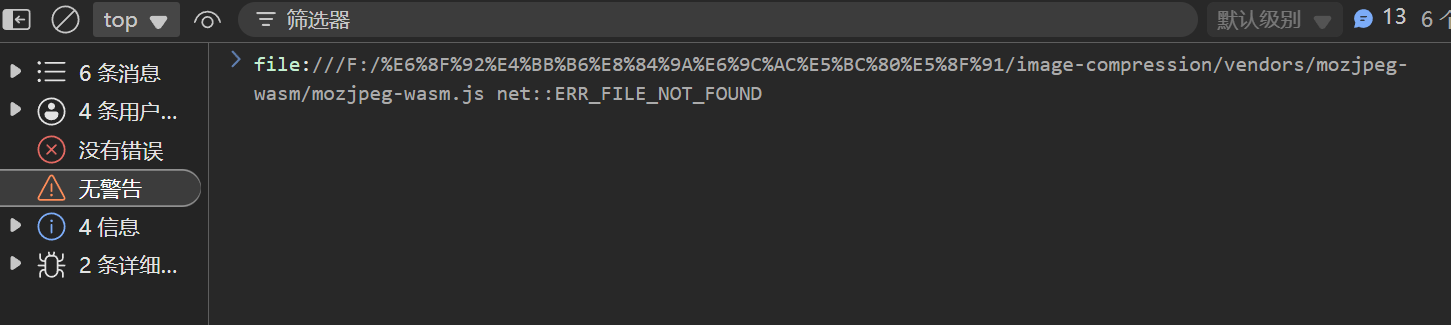 top
筛选器
默认级别
13
6 个
6 条消息
4 条用户...
没有错误
无警告
4 信息
2 条详细...
file:///F:/%E6%8F%92%E4%BB%B6%E8%84%9A%E6%9C%AC%E5%BC%80%E5%8F%91/image-compression/vendors/mozjpeg-
wasm/mozjpeg-wasm.js net::ERR_FILE_NOT_FOUND